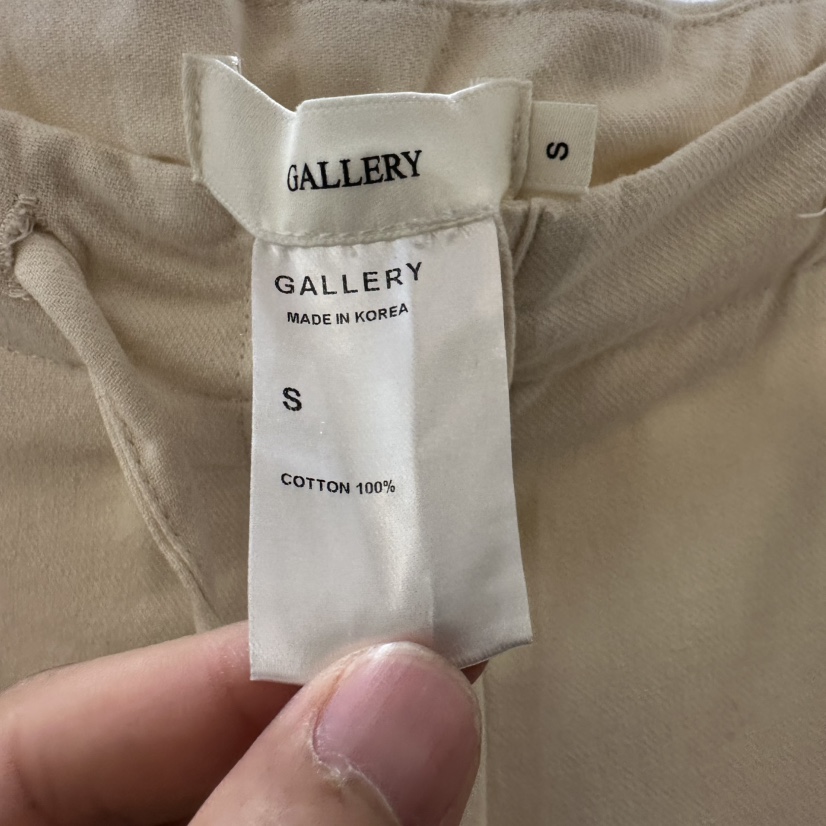 GALLERY
S
GALLERY
MADE IN KOREA
S
COTTON 100%